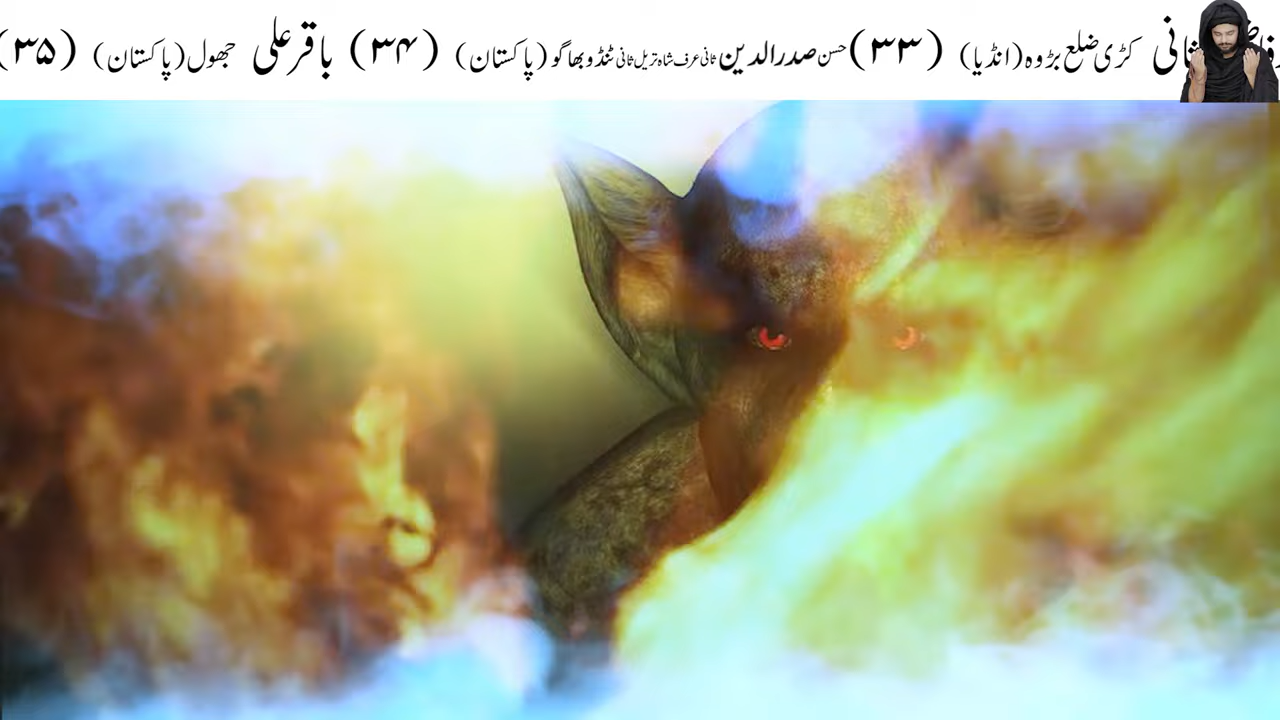 ثانی کڑی ضلع بڑوہ (انڈیا) (۳۳) حسن صدرالدین ثانی عرف شاہ تریل ثانی ٹنڈو بھاگو (پاکستان) (۳۴) باقر علی جھول (پاکستان) (۳۵)